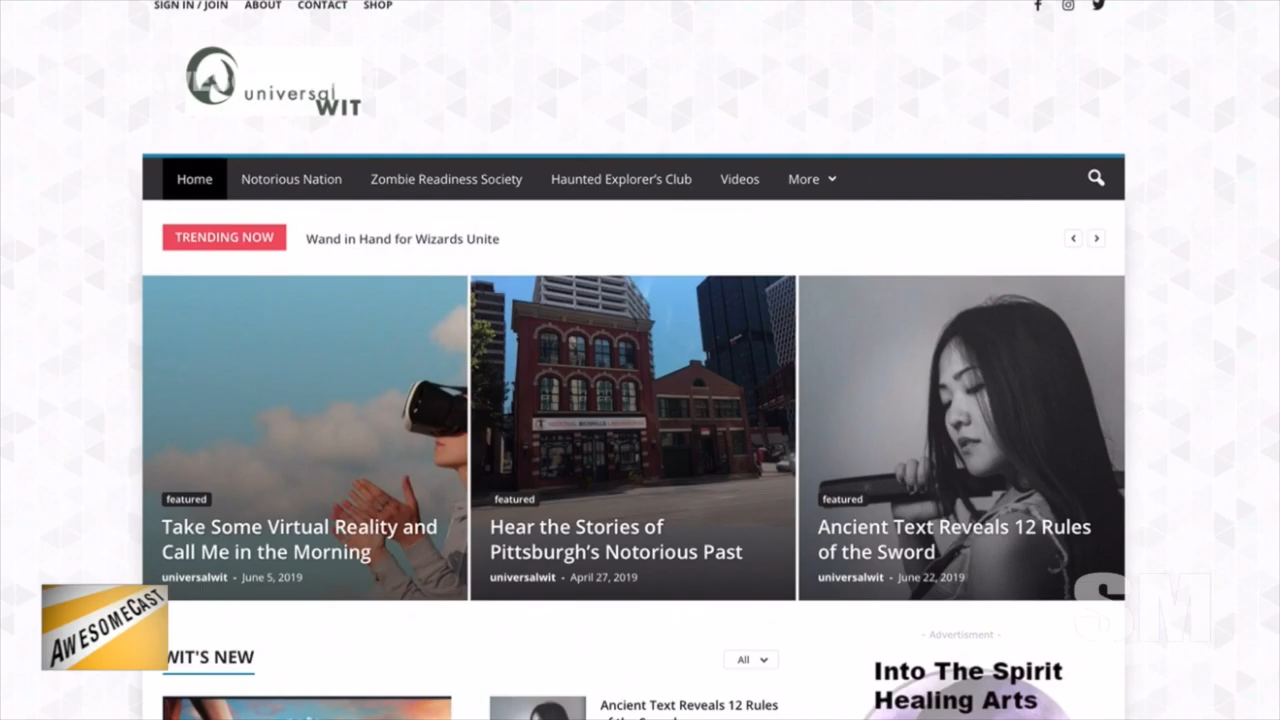 SIGN IN / JOIN ABOUT CONTACT SHOP
universal
WIT
Home Notorious Nation Zombie Readiness Society Haunted Explorer's Club Videos More
TRENDING NOW Wand in Hand for Wizards Unite
featured
Take Some Virtual Reality and
Call Me in the Morning
universalwit - June 5, 2019
featured
Hear the Stories of
Pittsburgh's Notorious Past
universalwit - April 27, 2019
featured
Ancient Text Reveals 12 Rules
of the Sword
universalwit - June 22, 2019
AWESOMECAST
SM
WIT'S NEW
All
Ancient Text Reveals 12 Rules
- Advertisment -
Into The Spirit
Healing Arts